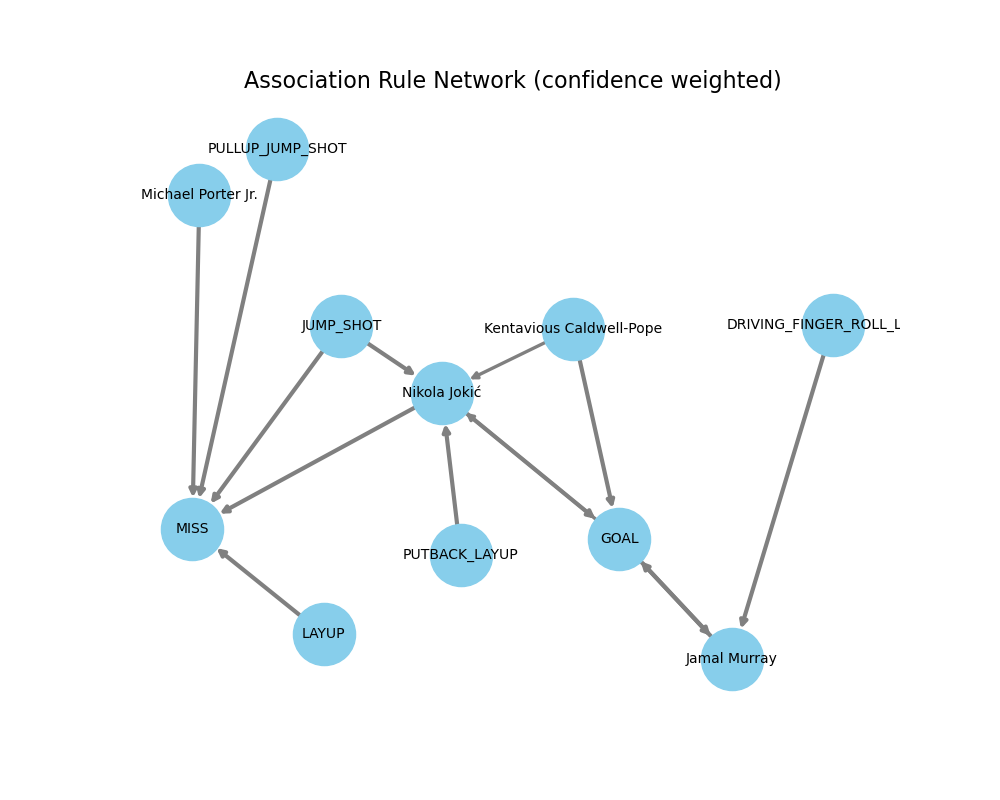 Association Rule Network (confidence weighted)
PULLUP_JUMP_SHOT
Michael Porter Jr.
JUMP_SHOT
Kentavious Caldwell-Pope
DRIVING_FINGER_ROLL_L
Nikola Jokić
MISS
GOAL
PUTBACK_LAYUP
LAYUP
Jamal Murray